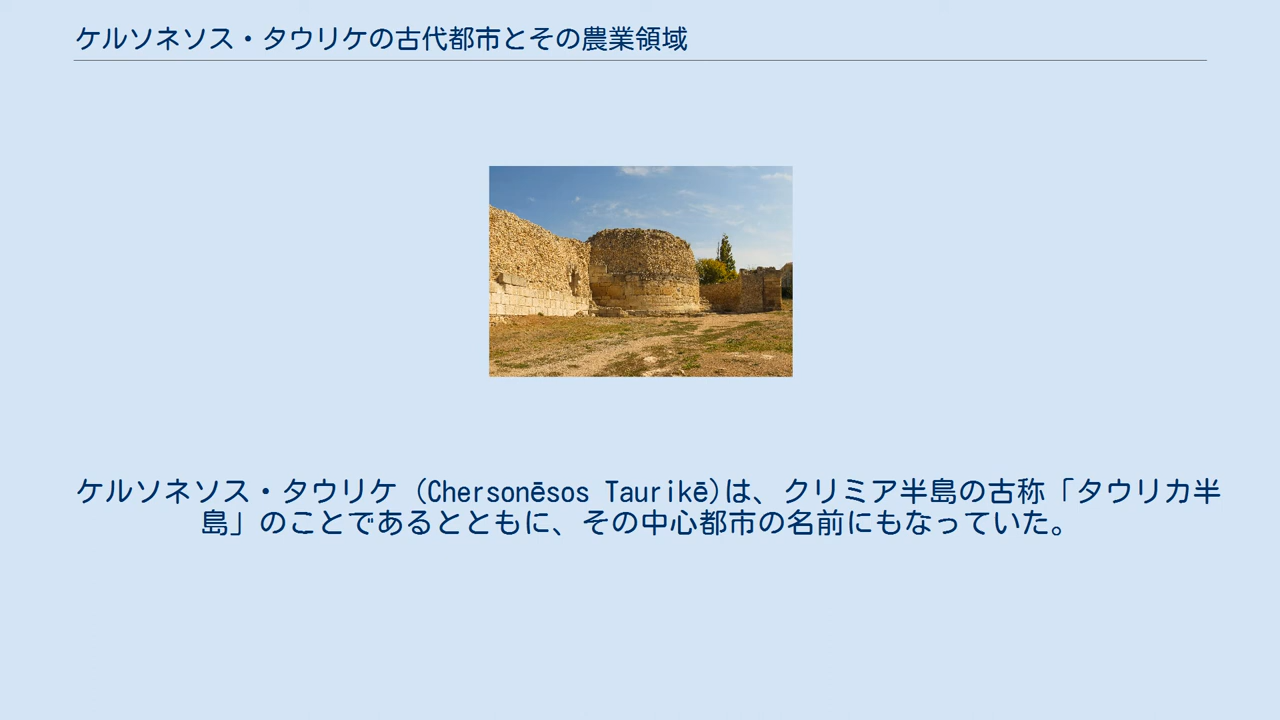 ケルソネソス・タウリケの古代都市とその農業領域
ケルソネソス・タウリケ (Chersonēsos Taurikē)は、クリミア半島の古称「タウリカ半
島」のことであるとともに、その中心都市の名前にもなっていた。